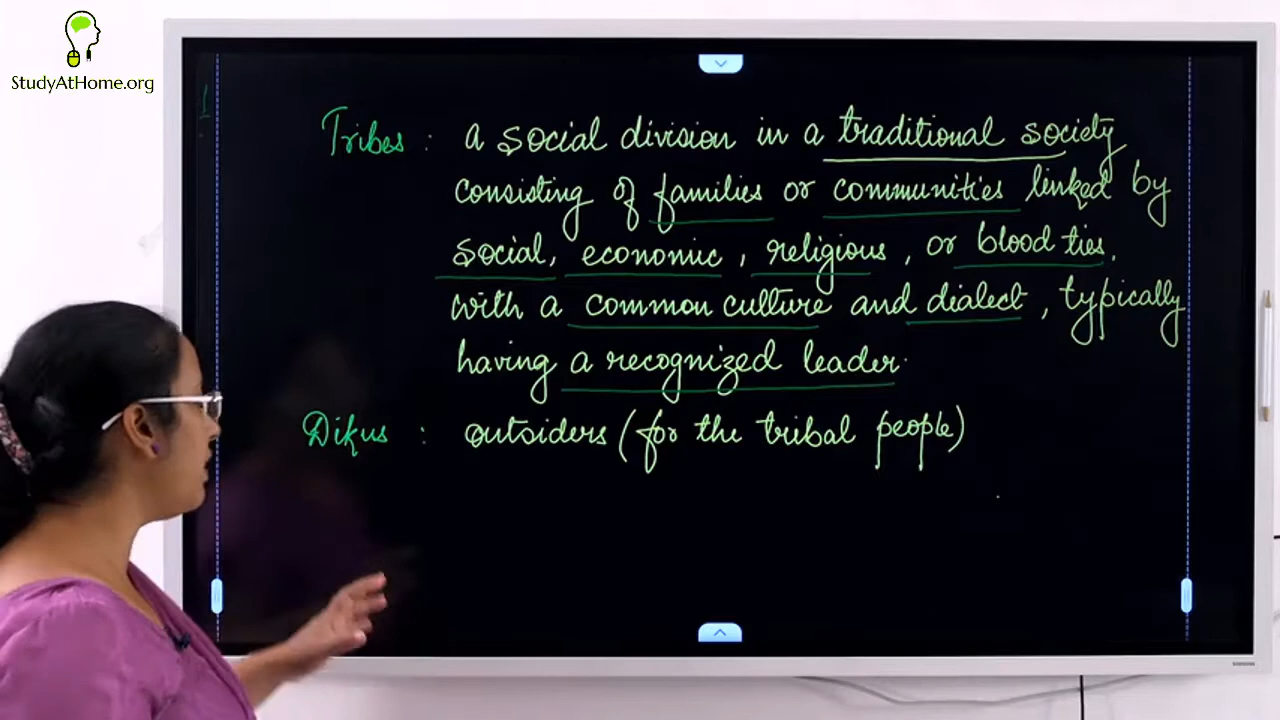 StudyAtHome.org
Tribes : a social division in a traditional society
consisting of families or communities linked by
social, economic, religious, or blood ties,
with a common culture and dialect, typically
having a recognized leader.
Dikus : outsiders (for the tribal people)